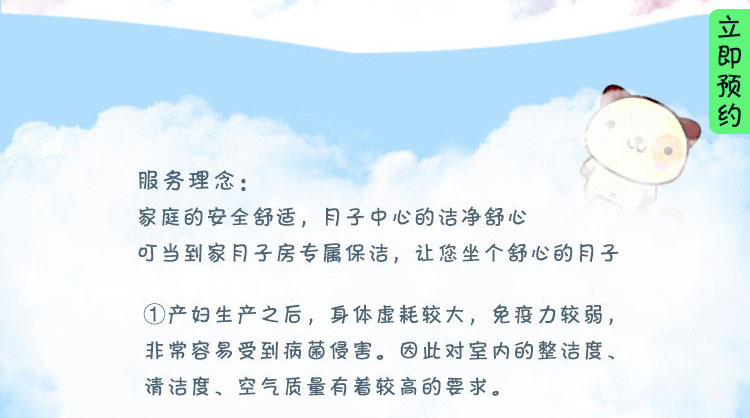 立即预约
服务理念：
家庭的安全舒适，月子中心的洁净舒心
叮当到家月子房专属保洁，让您坐个舒心的月子
①产妇生产之后，身体虚耗较大，免疫力较弱，
非常容易受到病菌侵害。因此对室内的整洁度、
清洁度、空气质量有着较高的要求。